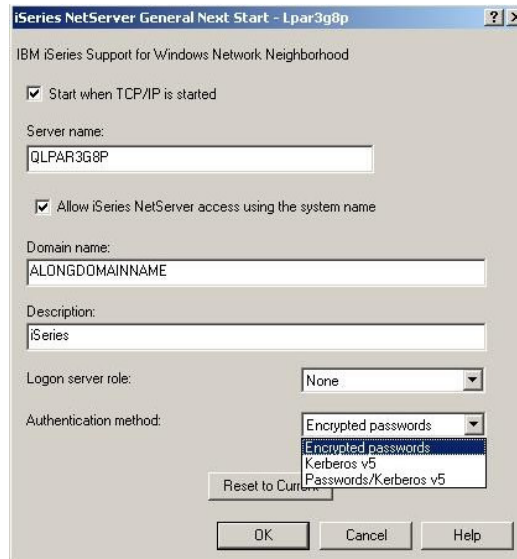 iSeries NetServer General Next Start - Lpar3g8p
IBM iSeries Support for Windows Network Neighborhood
Start when TCP/IP is started
Server name:
QLPAR3G8P
Allow iSeries NetServer access using the system name
Domain name:
ALONGDOMAINNAME
Description:
iSeries
Logon server role: None
Authentication method: Encrypted passwords
Encrypted passwords
Kerberos v5
Passwords/Kerberos v5
Reset to Current
OK Cancel Help